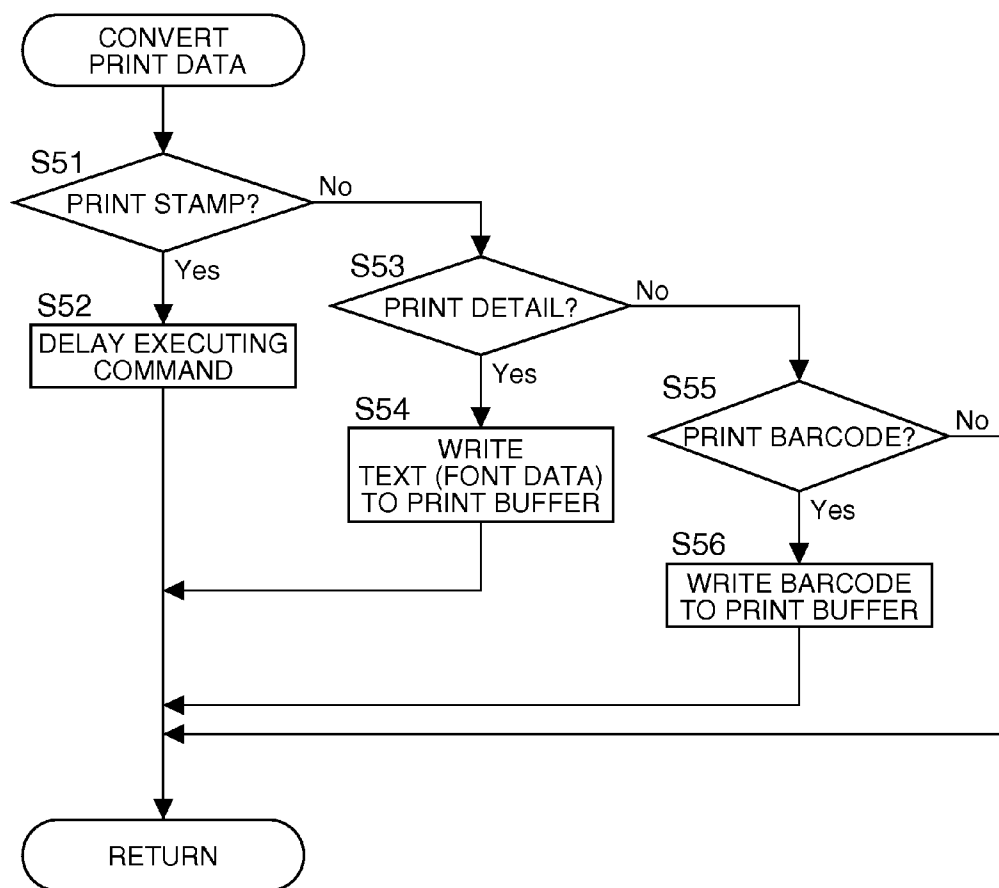 CONVERT
PRINT DATA
S51
PRINT STAMP?
No
Yes
S52
DELAY EXECUTING
COMMAND
S53
PRINT DETAIL?
No
Yes
S54
WRITE
TEXT (FONT DATA)
TO PRINT BUFFER
S55
PRINT BARCODE?
No
Yes
S56
WRITE BARCODE
TO PRINT BUFFER
RETURN